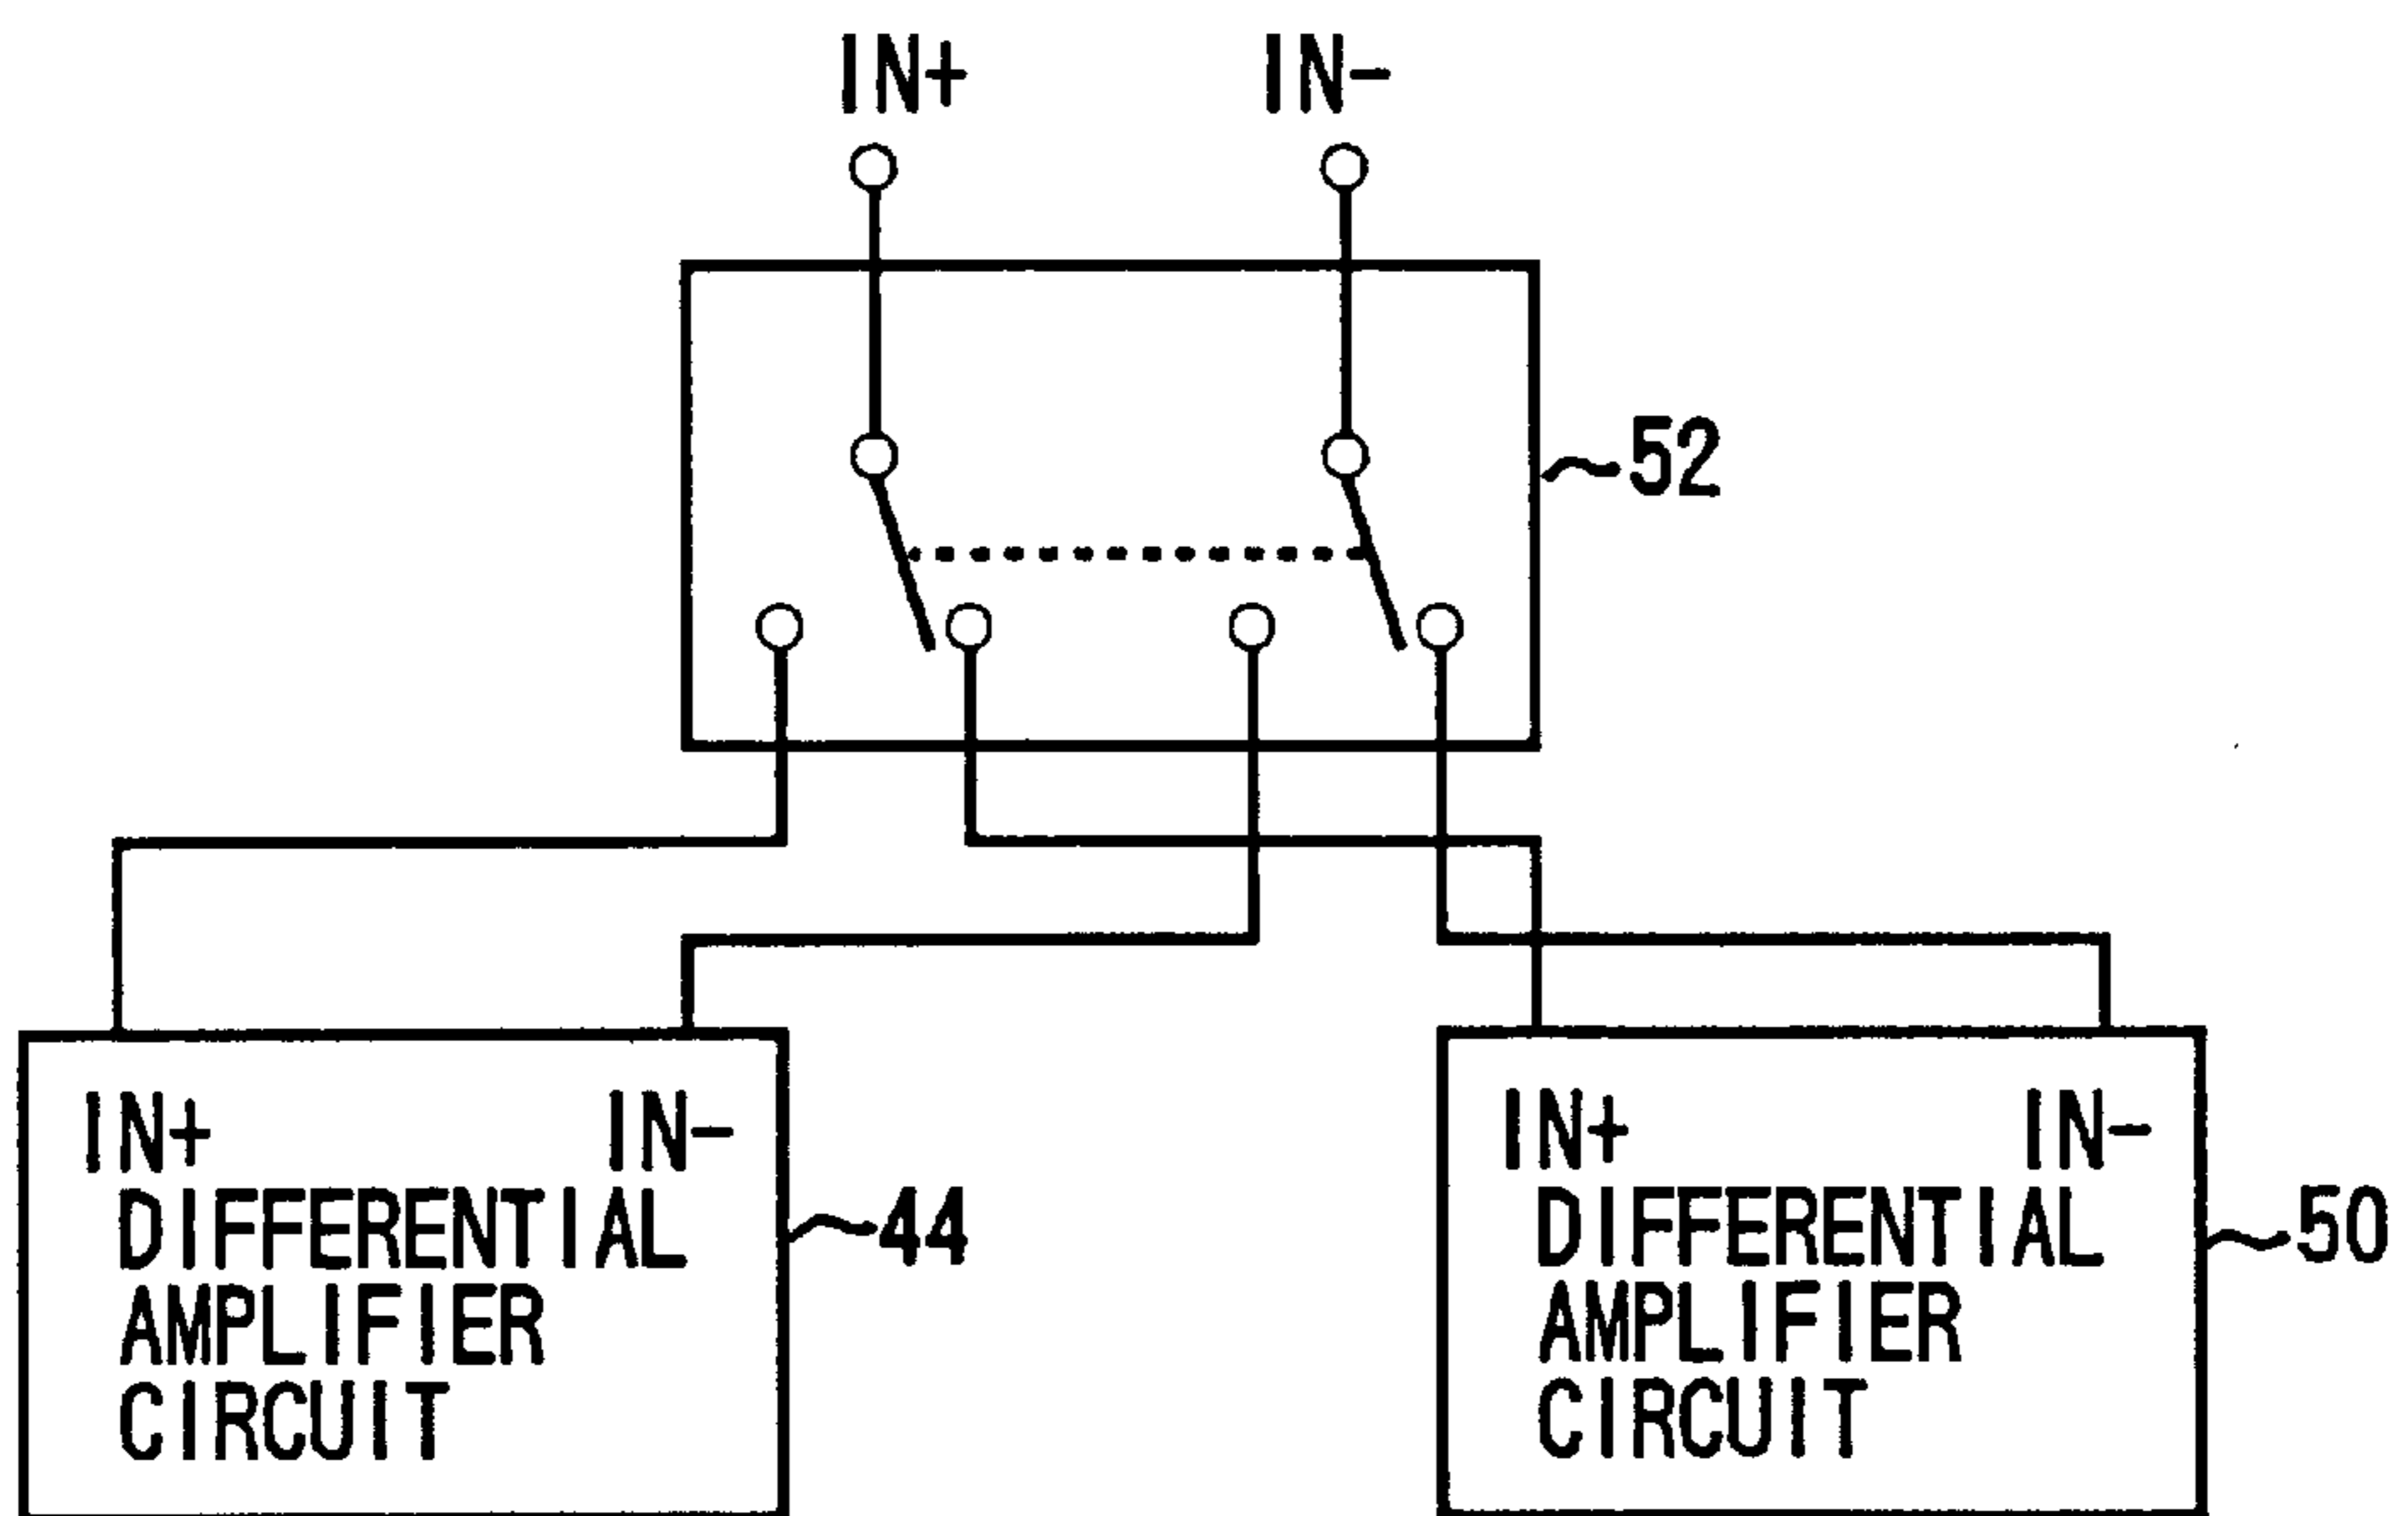 IN+ IN-
52
IN+ IN-
DIFFERENTIAL
AMPLIFIER
CIRCUIT
44
IN+ IN-
DIFFERENTIAL
AMPLIFIER
CIRCUIT
50